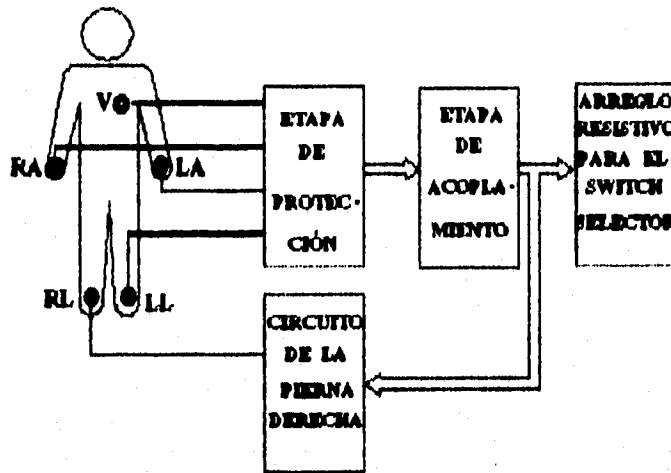 V
RA
LA
RL
LL
ETAPA
DE
PROTEC-
CIÓN
ETAPA
DE
ACOPLA-
MIENTO
ARREGLO
RESISTIVO
PARA EL
SWITCH
SELECTOR
CIRCUITO
DE LA
PIERNA
DERECHA